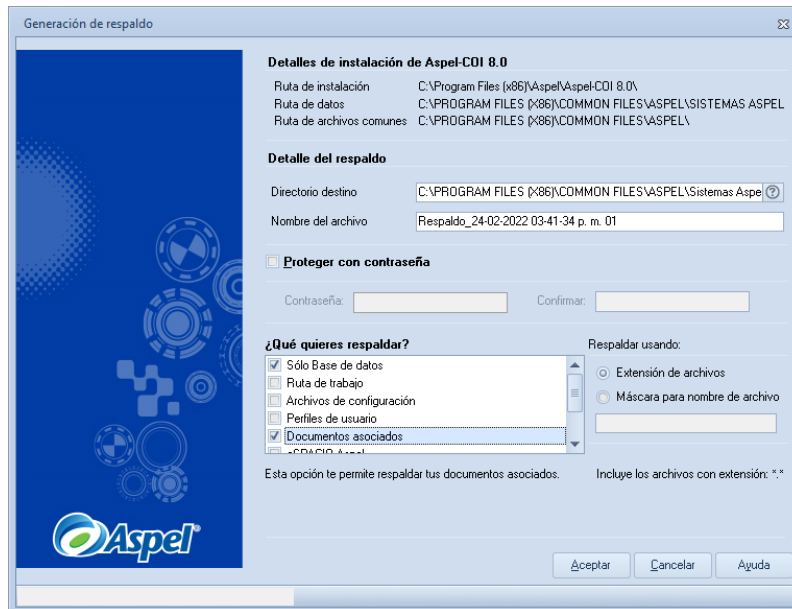 Generación de respaldo
Detalles de instalación de Aspel-COI 8.0
Ruta de instalación C:\Program Files (x86)\Aspel\Aspel-COI 8.0\
Ruta de datos C:\PROGRAM FILES (X86)\COMMON FILES\ASPEL\SISTEMAS ASPEL
Ruta de archivos comunes C:\PROGRAM FILES (X86)\COMMON FILES\ASPEL\
Detalle del respaldo
Directorio destino C:\PROGRAM FILES (X86)\COMMON FILES\ASPEL\Sistemas Aspe ?
Nombre del archivo Respaldo_24-02-2022 03-41-34 p. m. 01
Proteger con contraseña
Contraseña: Confirmar:
¿Qué quieres respaldar? Respaldar usando:
Sólo Base de datos
Ruta de trabajo
Archivos de configuración
Perfiles de usuario
Documentos asociados
eSPACIO Aspel
Extensión de archivos
Máscara para nombre de archivo
Esta opción te permite respaldar tus documentos asociados. Incluye los archivos con extensión: *.*
Aspel®
Aceptar Cancelar Ayuda